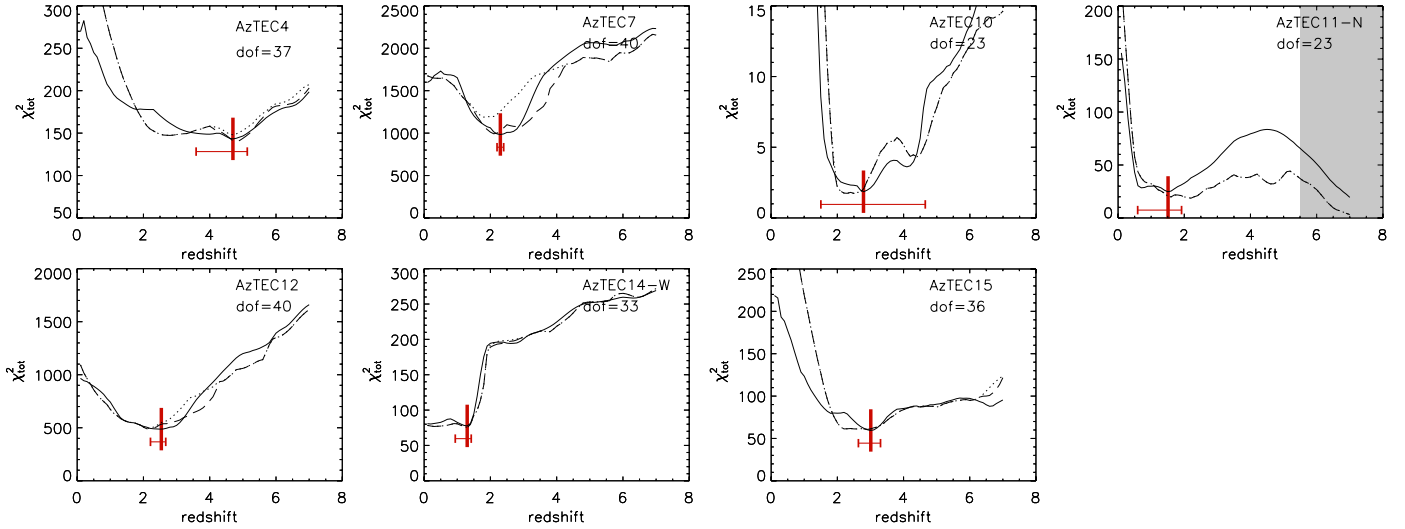 AzTEC4
dof=37
χ²tot
300
250
200
150
100
50
0 2 4 6 8
redshift
AzTEC7
dof=40
χ²tot
2500
2000
1500
1000
500
0
0 2 4 6 8
redshift
AzTEC10
dof=23
χ²tot
15
10
5
0
0 2 4 6 8
redshift
AzTEC11-N
dof=23
χ²tot
200
150
100
50
0
0 2 4 6 8
redshift
AzTEC12
dof=40
χ²tot
2000
1500
1000
500
0
0 2 4 6 8
redshift
AzTEC14-W
dof=33
χ²tot
300
250
200
150
100
50
0
0 2 4 6 8
redshift
AzTEC15
dof=36
χ²tot
250
200
150
100
50
0
0 2 4 6 8
redshift